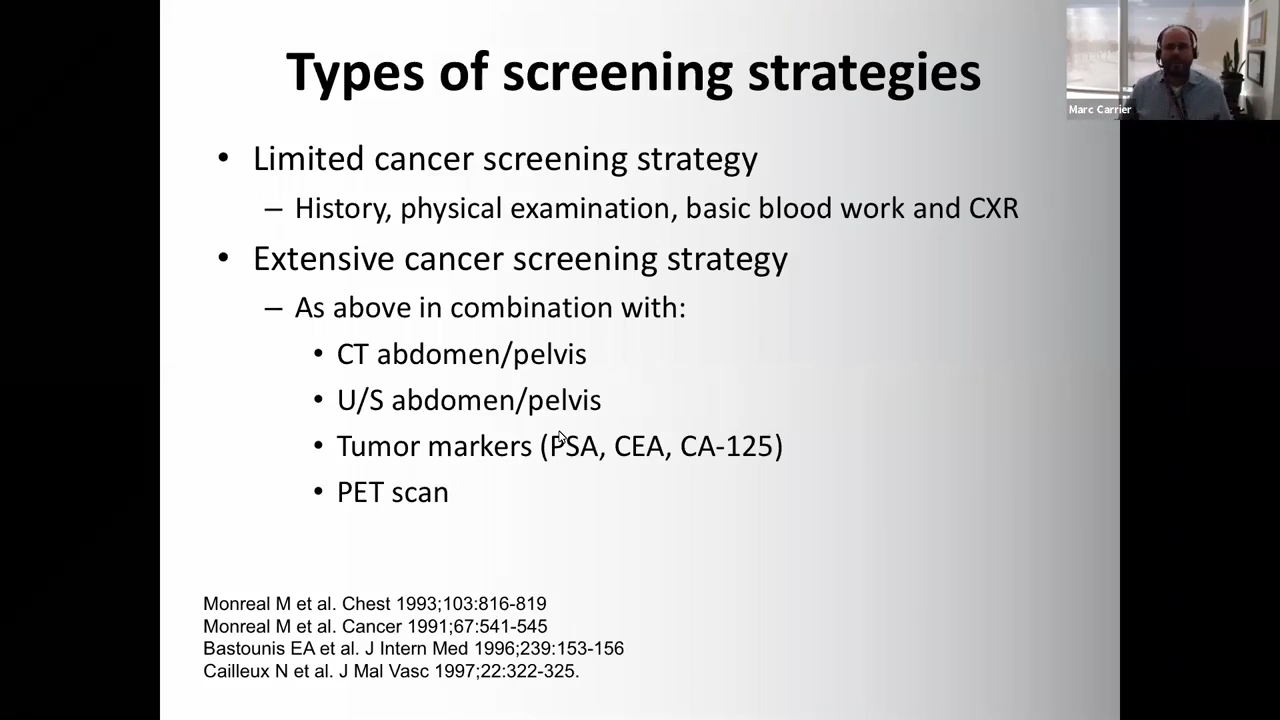 Types of screening strategies
Marc Carrier
• Limited cancer screening strategy
– History, physical examination, basic blood work and CXR
• Extensive cancer screening strategy
– As above in combination with:
• CT abdomen/pelvis
• U/S abdomen/pelvis
• Tumor markers (PSA, CEA, CA-125)
• PET scan
Monreal M et al. Chest 1993;103:816-819
Monreal M et al. Cancer 1991;67:541-545
Bastounis EA et al. J Intern Med 1996;239:153-156
Cailleux N et al. J Mal Vasc 1997;22:322-325.